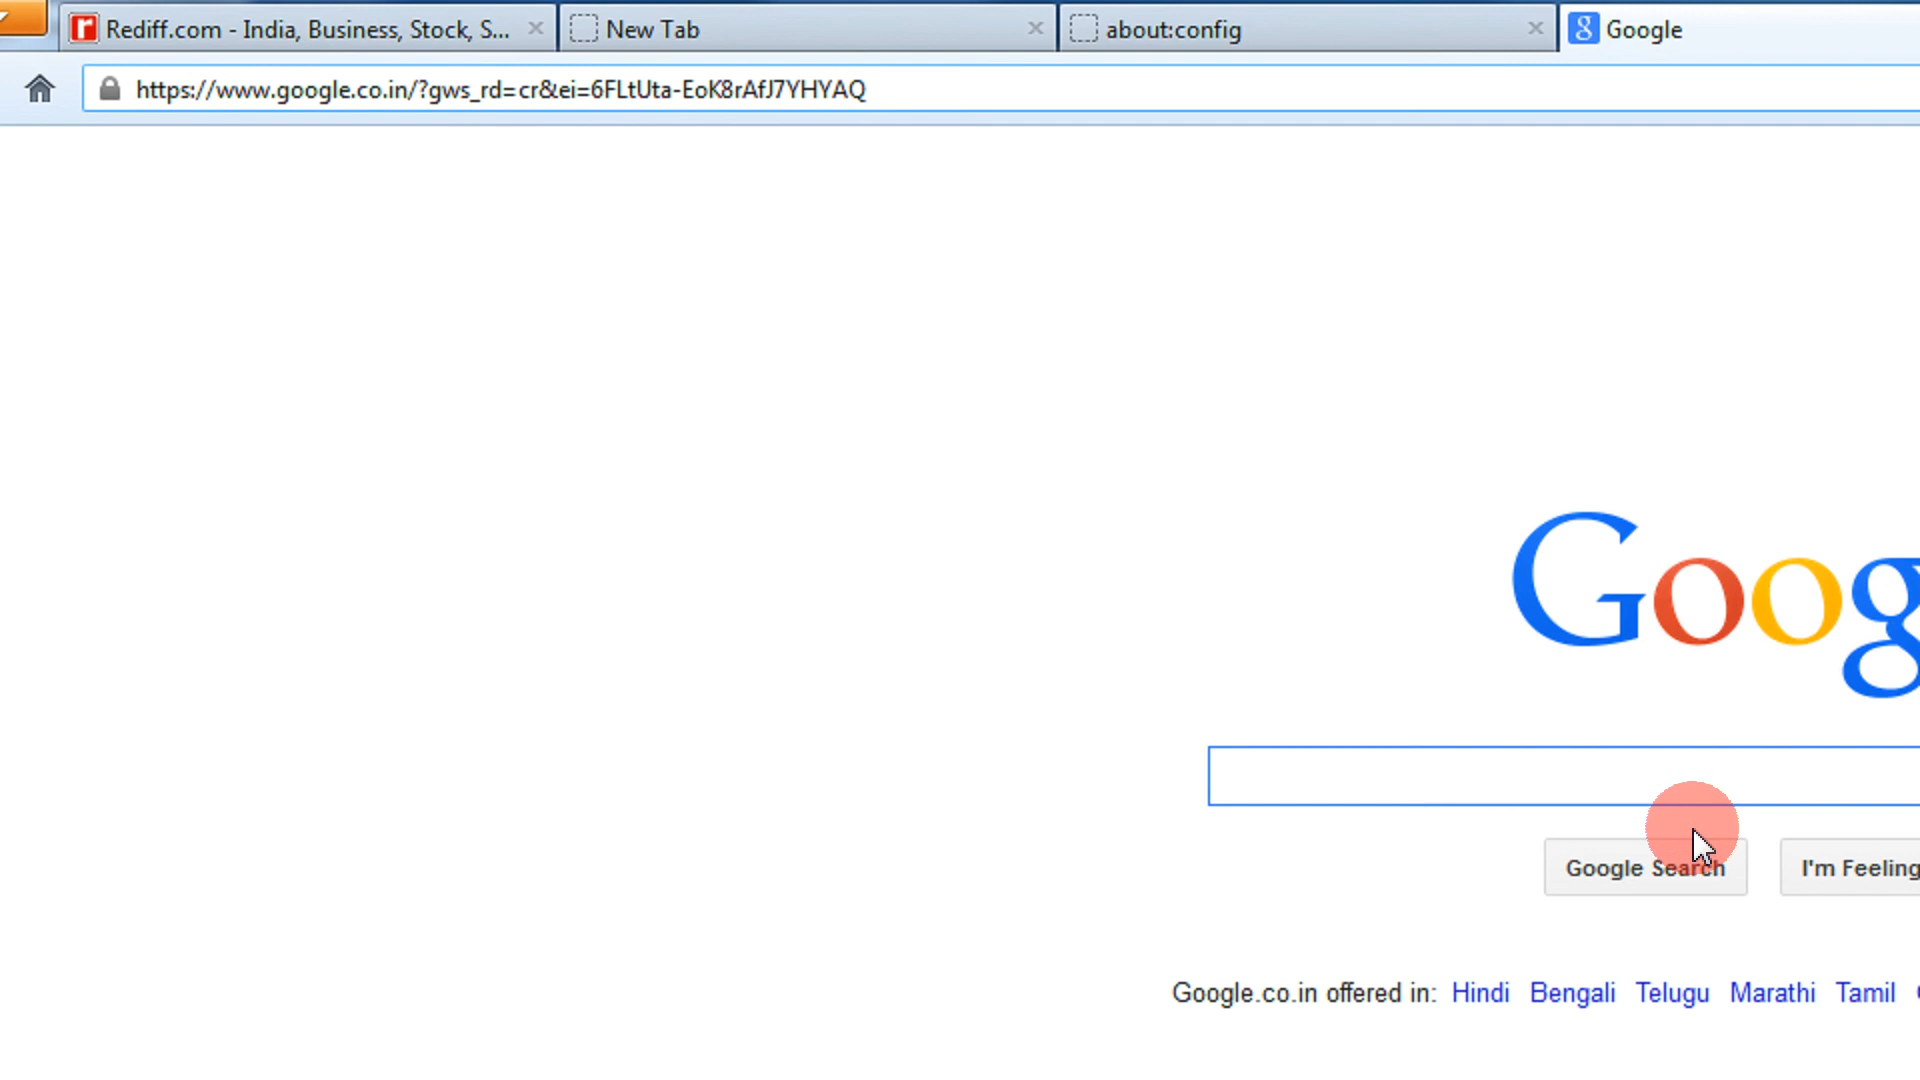 Rediff.com - India, Business, Stock, S...
New Tab
about:config
Google
https://www.google.co.in/?gws_rd=cr&ei=6FLtUta-EoK8rAfJ7YHYAQ
Goog
Google Search
I'm Feeling
Google.co.in offered in: Hindi Bengali Telugu Marathi Tamil